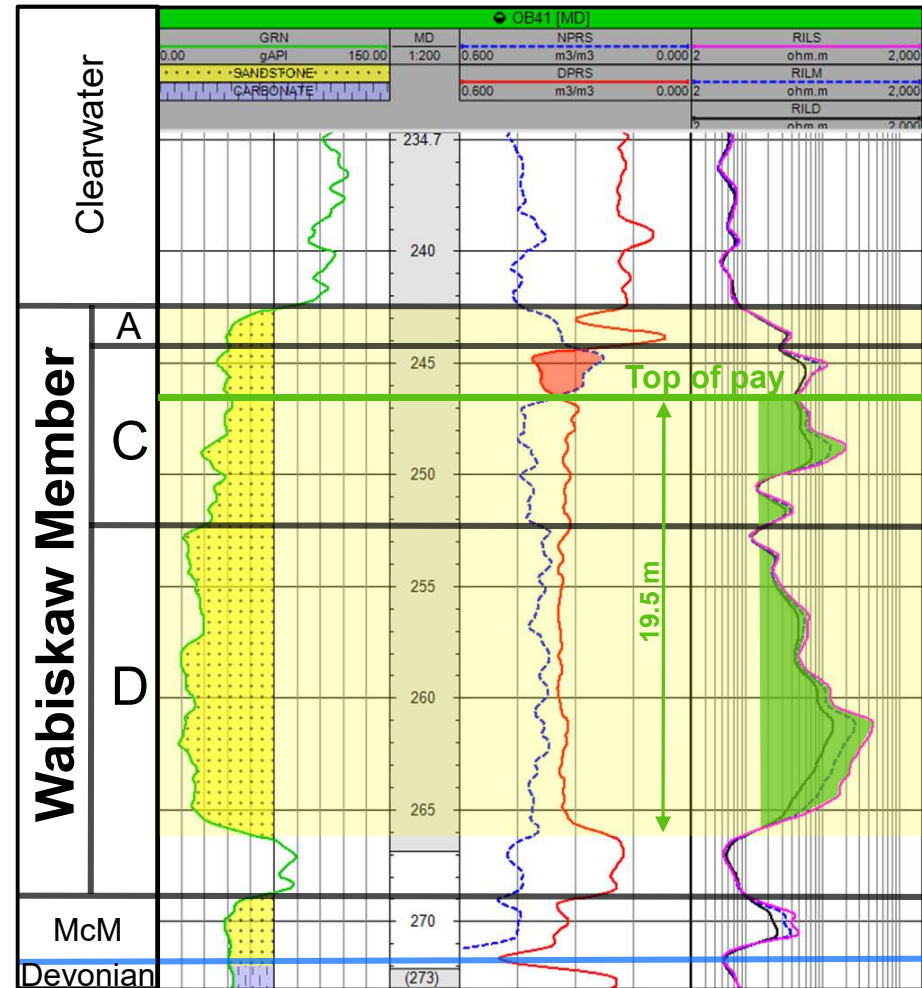 OB41 [MD]
GRN
MD
NPRS
RILS
0.00 gAPI 150.00
1:200
0.600 m3/m3 0.000
2 ohm.m 2,000
SANDSTONE
DPRS
RILM
CARBONATE
0.600 m3/m3 0.000
2 ohm.m 2,000
RILD
2 ohm.m 2,000
Clearwater
234.7
240
Wabiskaw Member
A
245
Top of pay
C
250
D
255
19.5 m
260
265
McM
270
Devonian
(273)